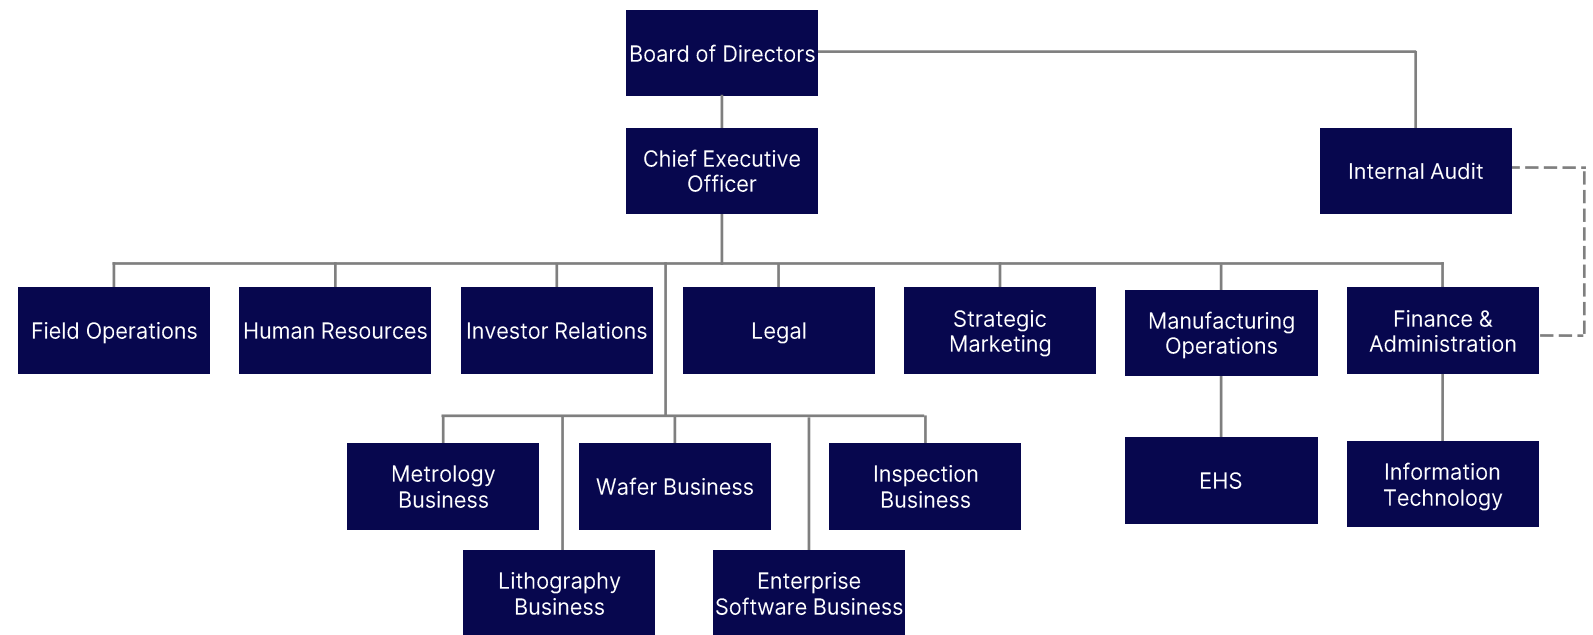 Board of Directors
Chief Executive
Officer
Internal Audit
Field Operations
Human Resources
Investor Relations
Legal
Strategic
Marketing
Manufacturing
Operations
Finance &
Administration
Metrology
Business
Wafer Business
Inspection
Business
EHS
Information
Technology
Lithography
Business
Enterprise
Software Business